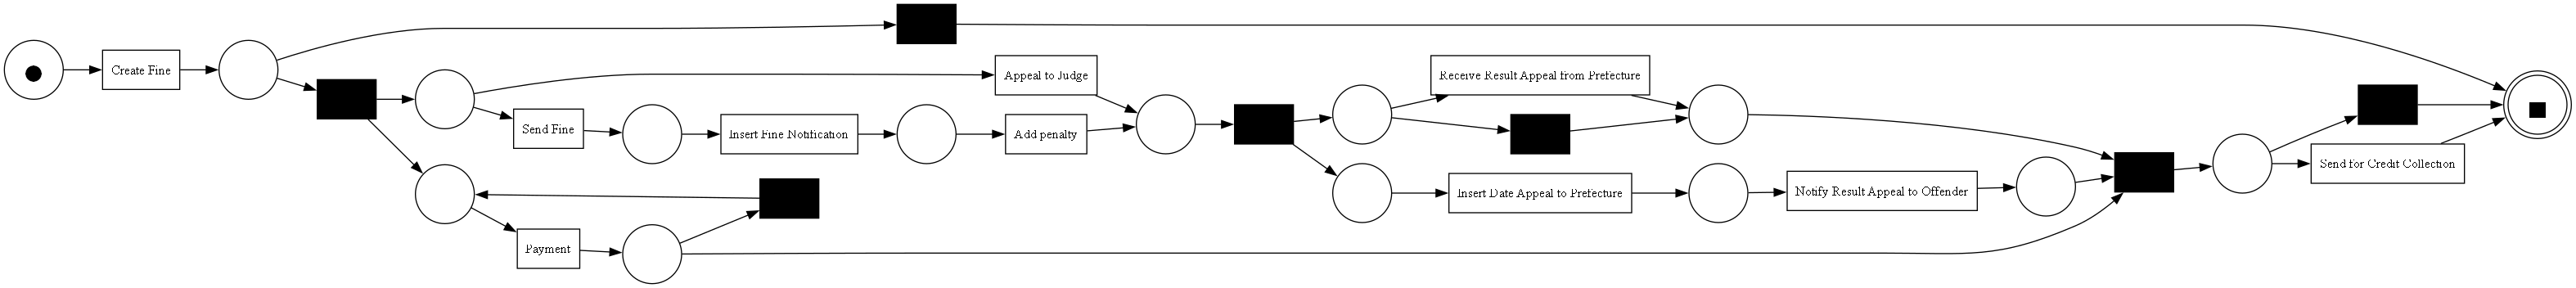 Create Fine
Appeal to Judge
Receive Result Appeal from Prefecture
Send Fine
Insert Fine Notification
Add penalty
Send for Credit Collection
Insert Date Appeal to Prefecture
Notify Result Appeal to Offender
Payment